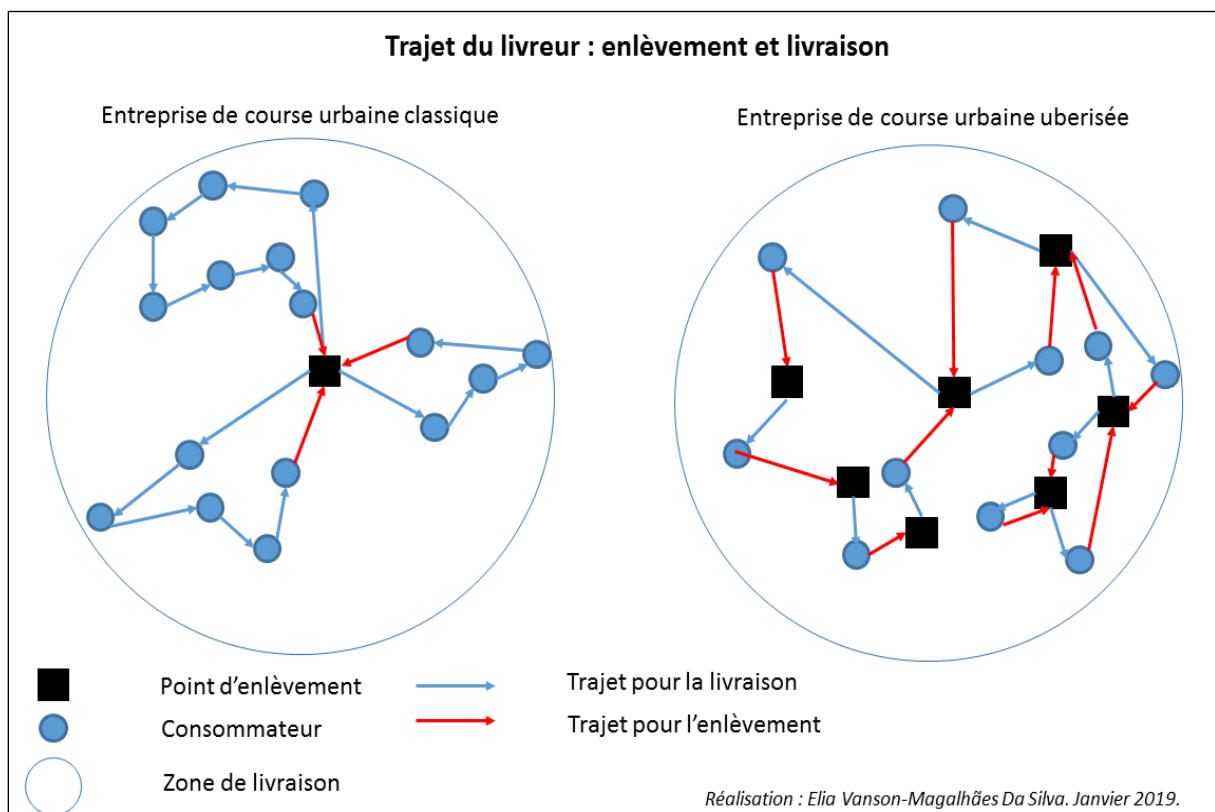 Trajet du livreur : enlèvement et livraison
Entreprise de course urbaine classique
Entreprise de course urbaine uberisée
Point d'enlèvement
Trajet pour la livraison
Consommateur
Trajet pour l'enlèvement
Zone de livraison
Réalisation : Elia Vanson-Magalhães Da Silva. Janvier 2019.